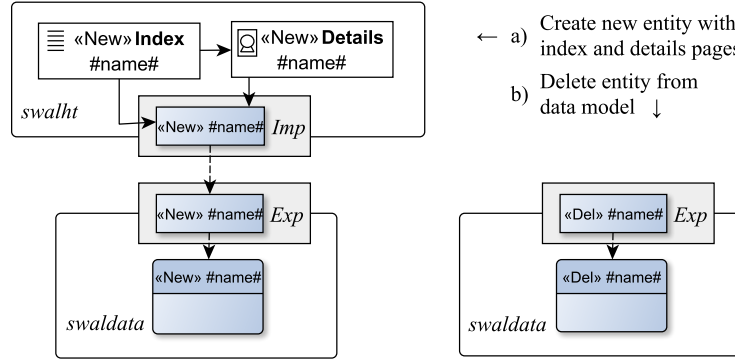 «New» Index
#name#
«New» Details
#name#
swalht
«New» #name#
Imp
«New» #name#
Exp
«New» #name#
swaldata
← a) Create new entity with
index and details pages
b) Delete entity from
data model ↓
«Del» #name#
Exp
«Del» #name#
swaldata